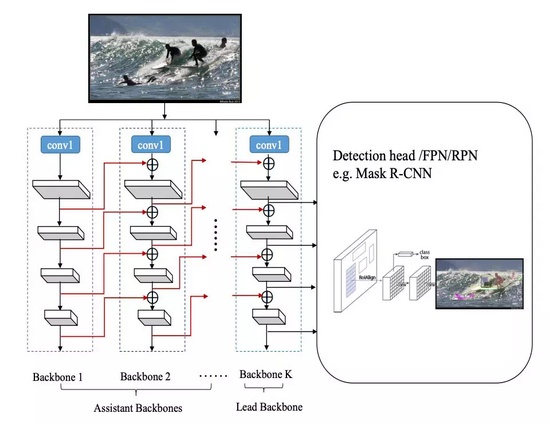 conv1
conv1
conv1
Detection head /FPN/RPN
e.g. Mask R-CNN
class
box
RoIAlign
Backbone 1
Backbone 2
Backbone K
Assistant Backbones
Lead Backbone